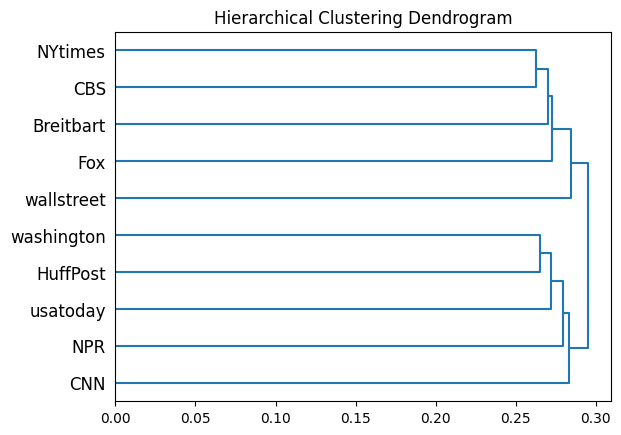 Hierarchical Clustering Dendrogram
NYtimes
CBS
Breitbart
Fox
wallstreet
washington
HuffPost
usatoday
NPR
CNN
0.00 0.05 0.10 0.15 0.20 0.25 0.30